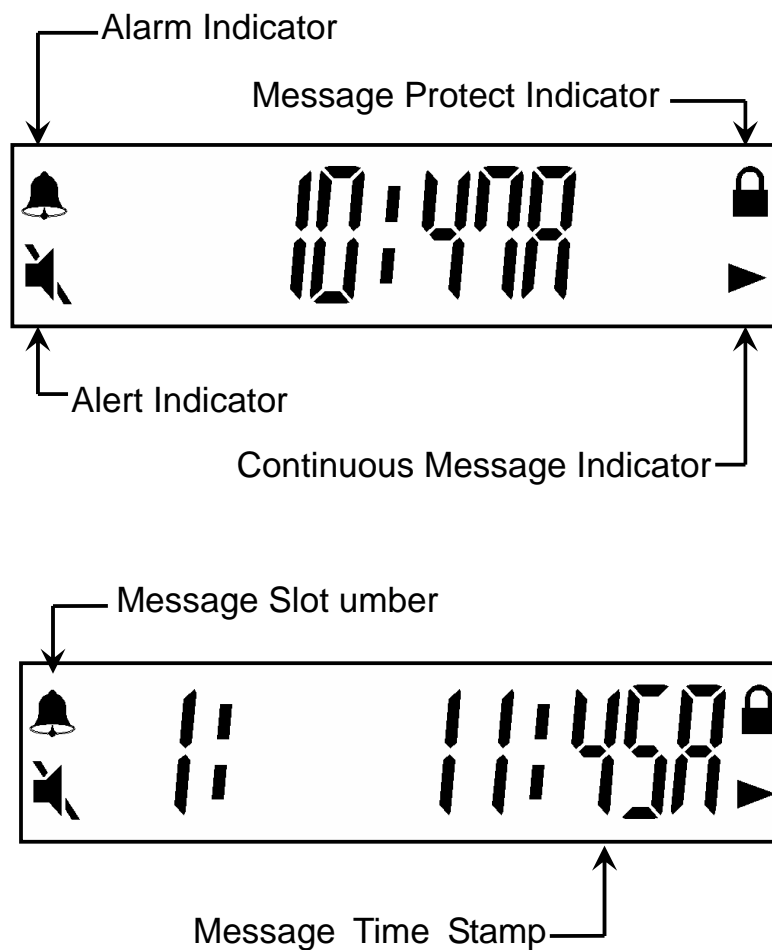 Alarm Indicator
Message Protect Indicator
10:47A
Alert Indicator
Continuous Message Indicator
Message Slot umber
1: 11:45A
Message Time Stamp